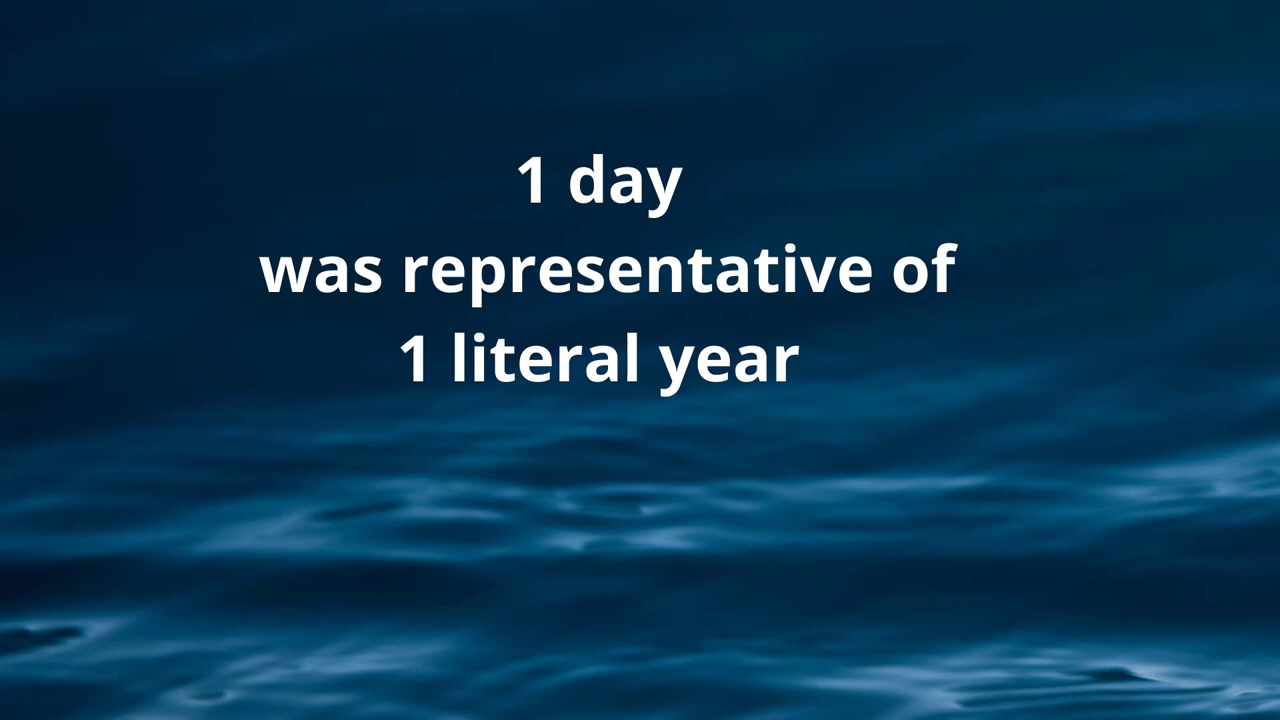 1 day
was representative of
1 literal year